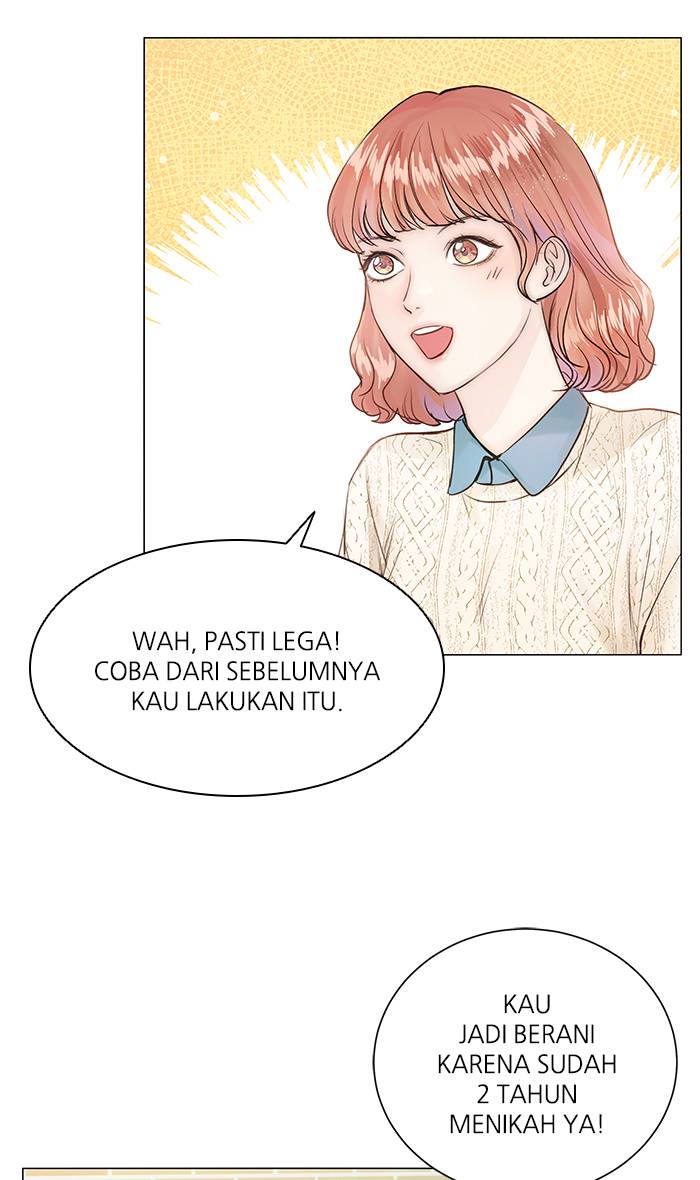 WAH, PASTI LEGA!
COBA DARI SEBELUMNYA
KAU LAKUKAN ITU.
KAU
JADI BERANI
KARENA SUDAH
2 TAHUN
MENIKAH YA!